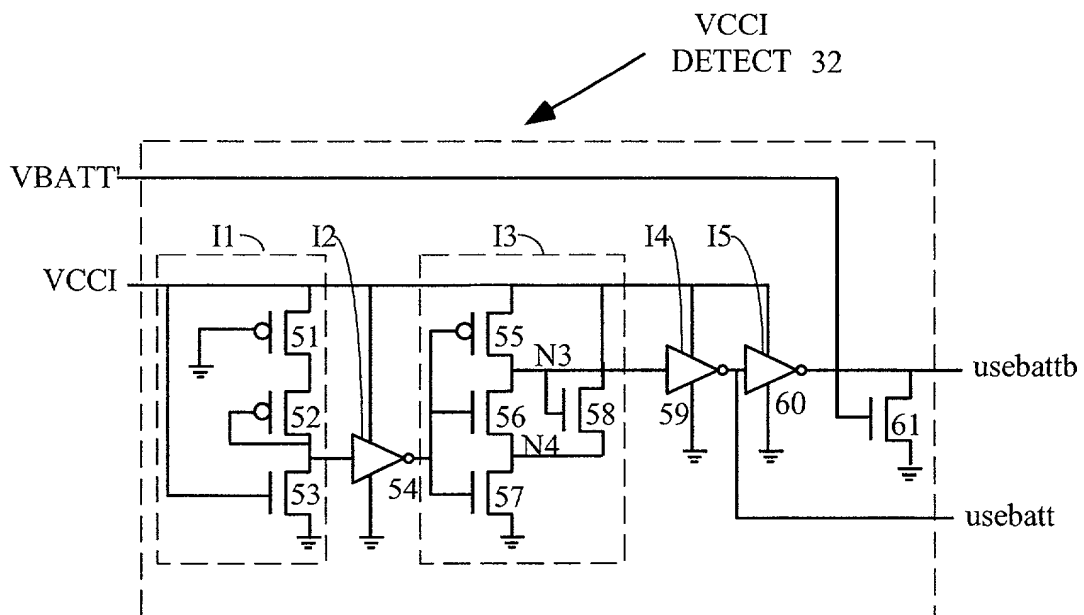 VCCI
DETECT 32
VBATT'
I1
I2
I3
I4
I5
VCCI
51
55
N3
usebattb
52
56
58
59
60
61
N4
54
53
57
usebatt